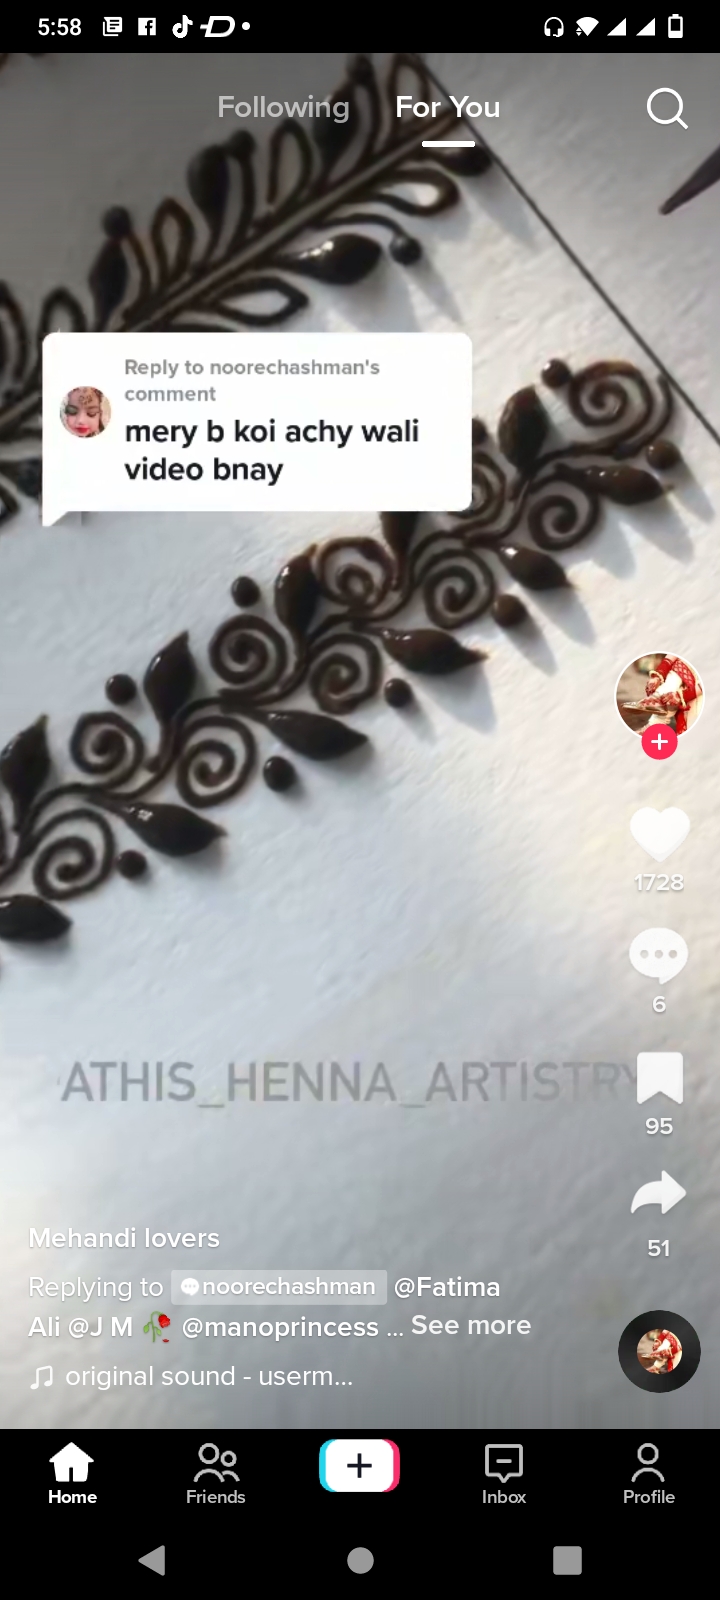 5:58
Following For You
Reply to noorechashman's
comment
mery b koi achy wali
video bnay
1728
6
ATHIS_HENNA_ARTISTRY
95
51
Mehandi lovers
Replying to noorechashman @Fatima
Ali @J M 🥀 @manoprincess ... See more
original sound - userm...
Home Friends Inbox Profile